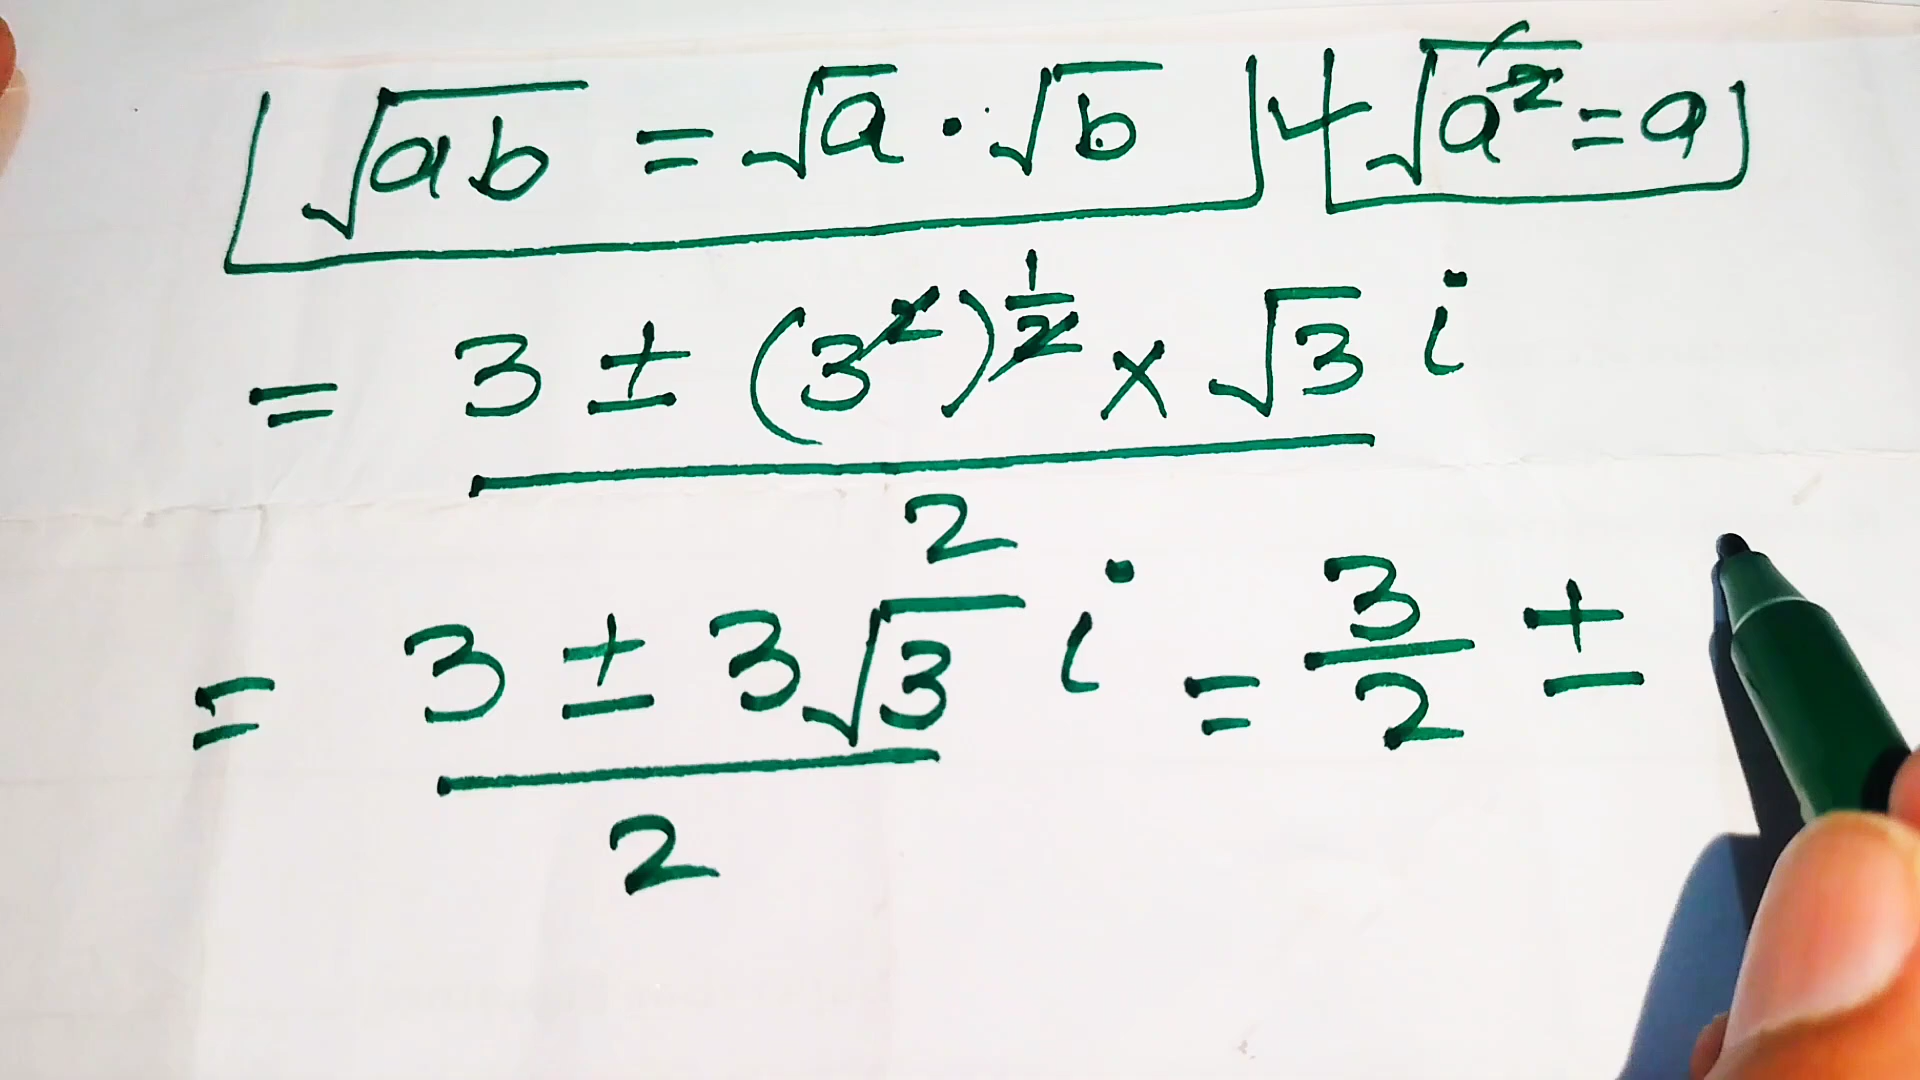 √ab = √a · √b 4 √a² = a
= 3 ± (3²)^1/2 × √3 i
2
= 3 ± 3√3 i = 3/2 ±
2